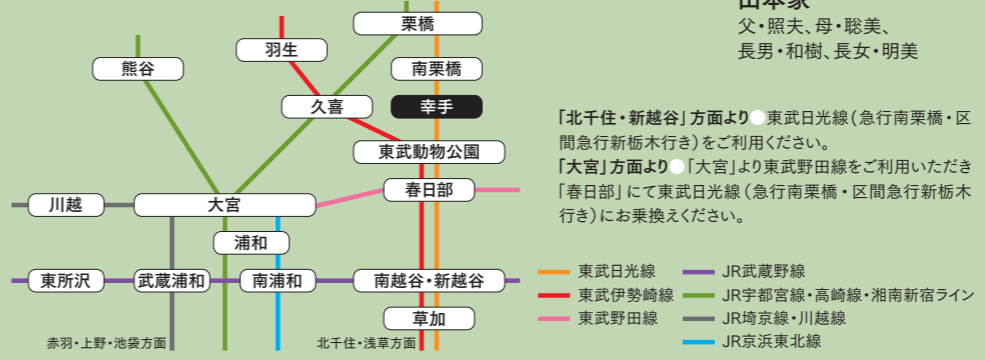 山本家
父・照夫、母・聡美、
長男・和樹、長女・明美
栗橋
羽生
熊谷
南栗橋
久喜
幸手
東武動物公園
春日部
川越
大宮
浦和
東所沢
武蔵浦和
南浦和
南越谷・新越谷
草加
赤羽・上野・池袋方面
北千住・浅草方面
「北千住・新越谷」方面より●東武日光線(急行南栗橋・区
間急行新栃木行き)をご利用ください。
「大宮」方面より●「大宮」より東武野田線をご利用いただき
「春日部」にて東武日光線(急行南栗橋・区間急行新栃木
行き)にお乗換えください。
東武日光線
東武伊勢崎線
東武野田線
JR武蔵野線
JR宇都宮線・高崎線・湘南新宿ライン
JR埼京線・川越線
JR京浜東北線